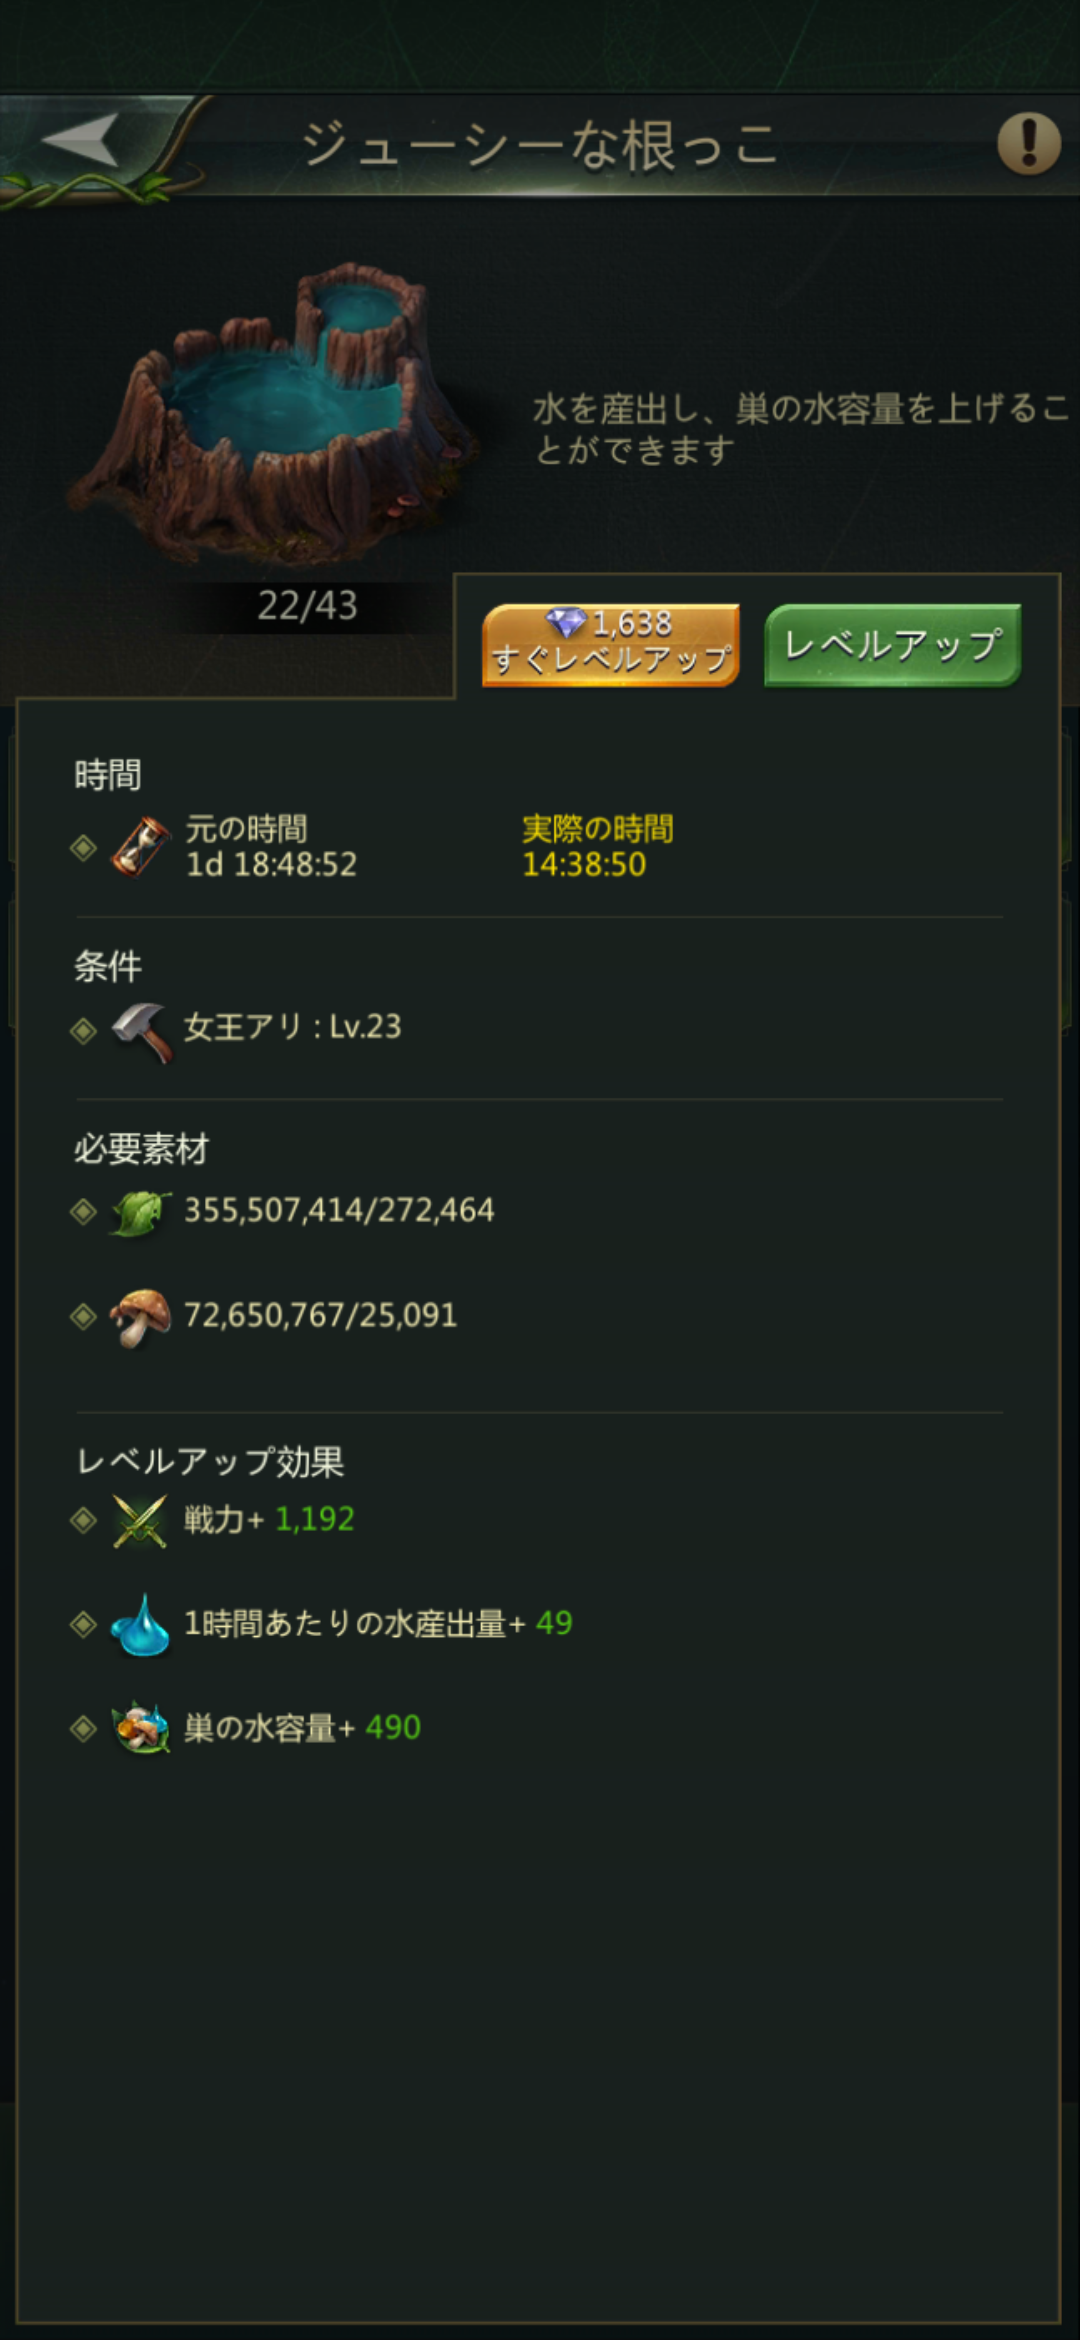 ジューシーな根っこ
水を産出し、巣の水容量を上げるこ
とができます
22/43
1,638
すぐレベルアップ
レベルアップ
時間
元の時間
実際の時間
1d 18:48:52
14:38:50
条件
女王アリ : Lv.23
必要素材
355,507,414/272,464
72,650,767/25,091
レベルアップ効果
戦力+ 1,192
1時間あたりの水産出量+ 49
巣の水容量+ 490